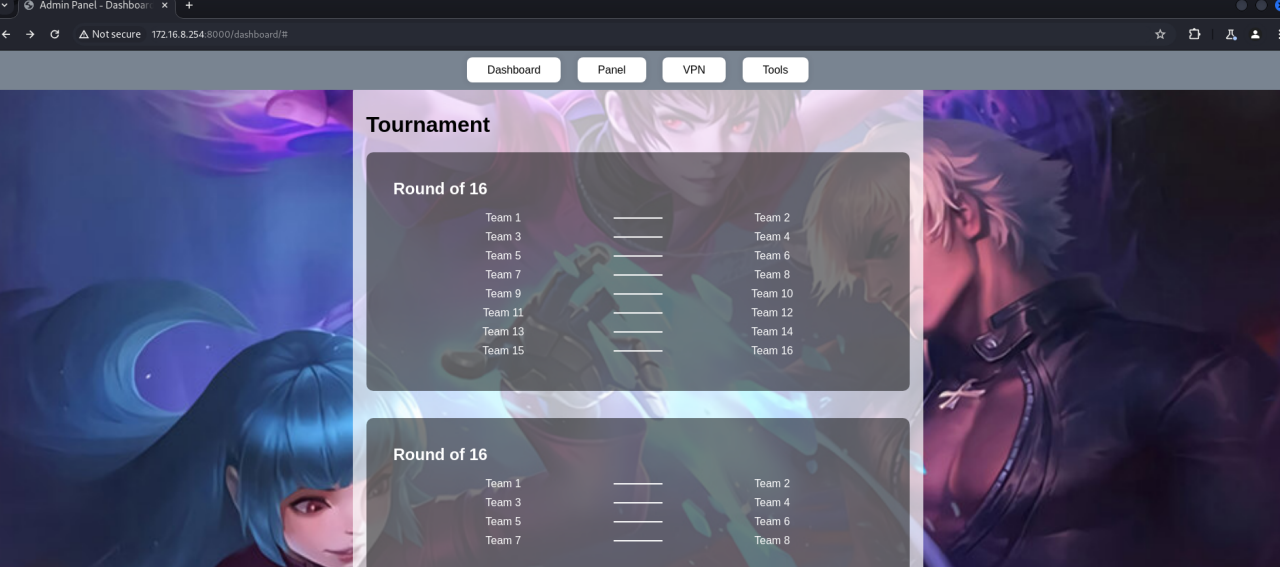 Admin Panel - Dashboar
Not secure 172.16.8.254:8000/dashboard/#
Dashboard Panel VPN Tools
Tournament
Round of 16
Team 1 Team 2
Team 3 Team 4
Team 5 Team 6
Team 7 Team 8
Team 9 Team 10
Team 11 Team 12
Team 13 Team 14
Team 15 Team 16
Round of 16
Team 1 Team 2
Team 3 Team 4
Team 5 Team 6
Team 7 Team 8